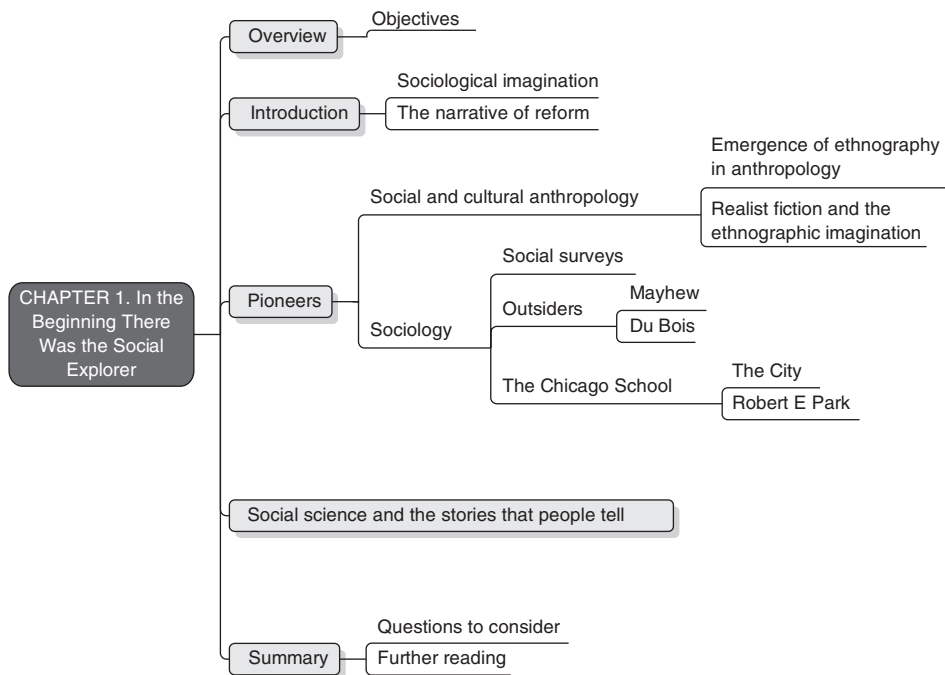 CHAPTER 1. In the
Beginning There
Was the Social
Explorer
Overview
Objectives
Introduction
Sociological imagination
The narrative of reform
Pioneers
Social and cultural anthropology
Emergence of ethnography
in anthropology
Realist fiction and the
ethnographic imagination
Sociology
Social surveys
Outsiders
Mayhew
Du Bois
The Chicago School
The City
Robert E Park
Social science and the stories that people tell
Summary
Questions to consider
Further reading